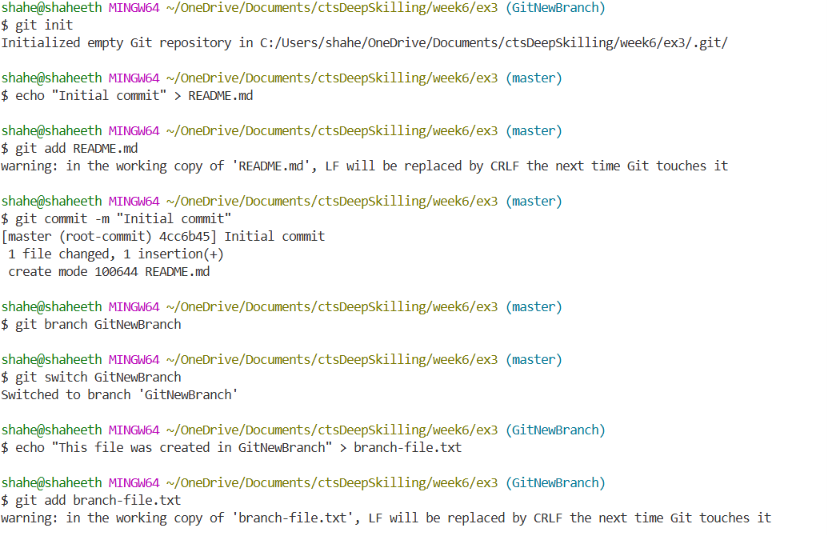 shahe@shaheeth MINGW64 ~/OneDrive/Documents/ctsDeepSkilling/week6/ex3 (GitNewBranch)
$ git init
Initialized empty Git repository in C:/Users/shahe/OneDrive/Documents/ctsDeepSkilling/week6/ex3/.git/
shahe@shaheeth MINGW64 ~/OneDrive/Documents/ctsDeepSkilling/week6/ex3 (master)
$ echo "Initial commit" > README.md
shahe@shaheeth MINGW64 ~/OneDrive/Documents/ctsDeepSkilling/week6/ex3 (master)
$ git add README.md
warning: in the working copy of 'README.md', LF will be replaced by CRLF the next time Git touches it
shahe@shaheeth MINGW64 ~/OneDrive/Documents/ctsDeepSkilling/week6/ex3 (master)
$ git commit -m "Initial commit"
[master (root-commit) 4cc6b45] Initial commit
 1 file changed, 1 insertion(+)
 create mode 100644 README.md
shahe@shaheeth MINGW64 ~/OneDrive/Documents/ctsDeepSkilling/week6/ex3 (master)
$ git branch GitNewBranch
shahe@shaheeth MINGW64 ~/OneDrive/Documents/ctsDeepSkilling/week6/ex3 (master)
$ git switch GitNewBranch
Switched to branch 'GitNewBranch'
shahe@shaheeth MINGW64 ~/OneDrive/Documents/ctsDeepSkilling/week6/ex3 (GitNewBranch)
$ echo "This file was created in GitNewBranch" > branch-file.txt
shahe@shaheeth MINGW64 ~/OneDrive/Documents/ctsDeepSkilling/week6/ex3 (GitNewBranch)
$ git add branch-file.txt
warning: in the working copy of 'branch-file.txt', LF will be replaced by CRLF the next time Git touches it